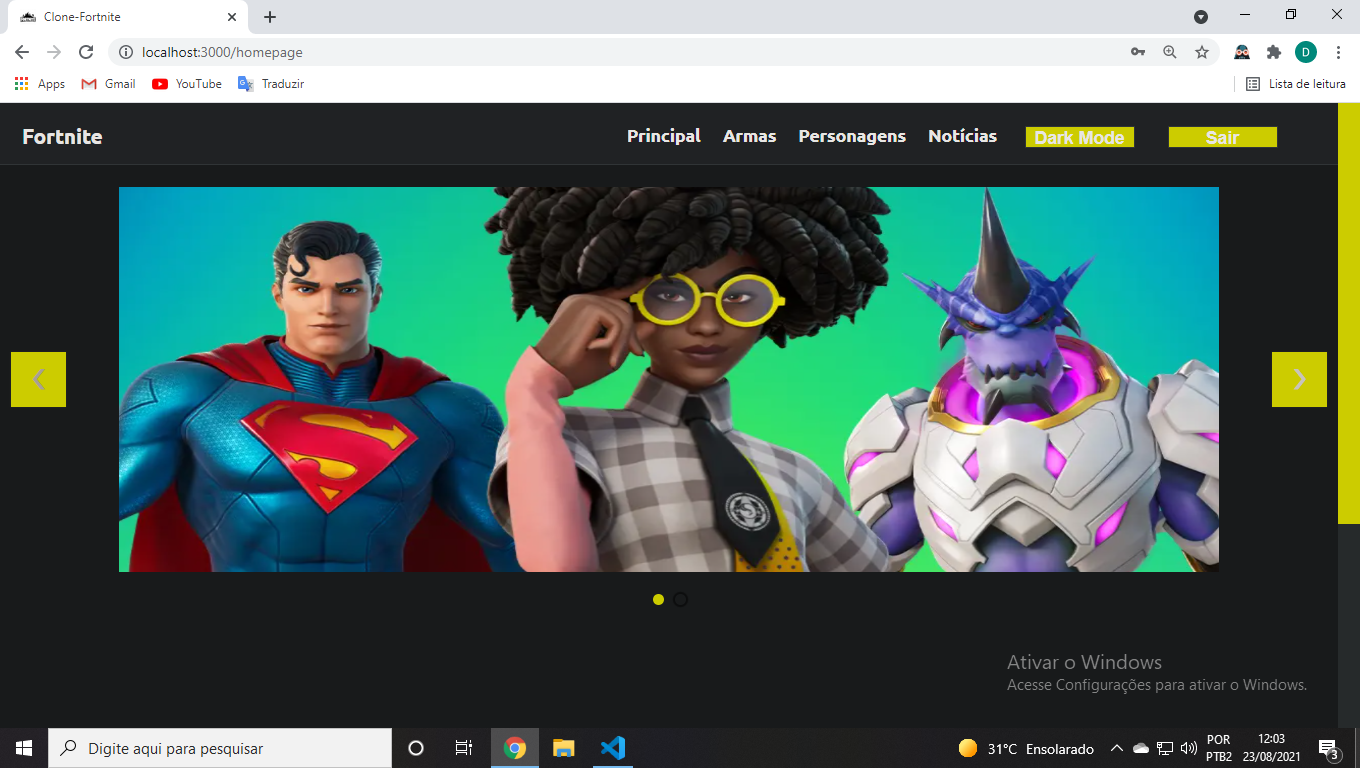 Clone-Fortnite
localhost:3000/homepage
D
Apps Gmail YouTube Traduzir Lista de leitura
Fortnite Principal Armas Personagens Notícias Dark Mode Sair
Ativar o Windows
Acesse Configurações para ativar o Windows.
Digite aqui para pesquisar
31°C Ensolarado
POR
PTB2
12:03
23/08/2021
3